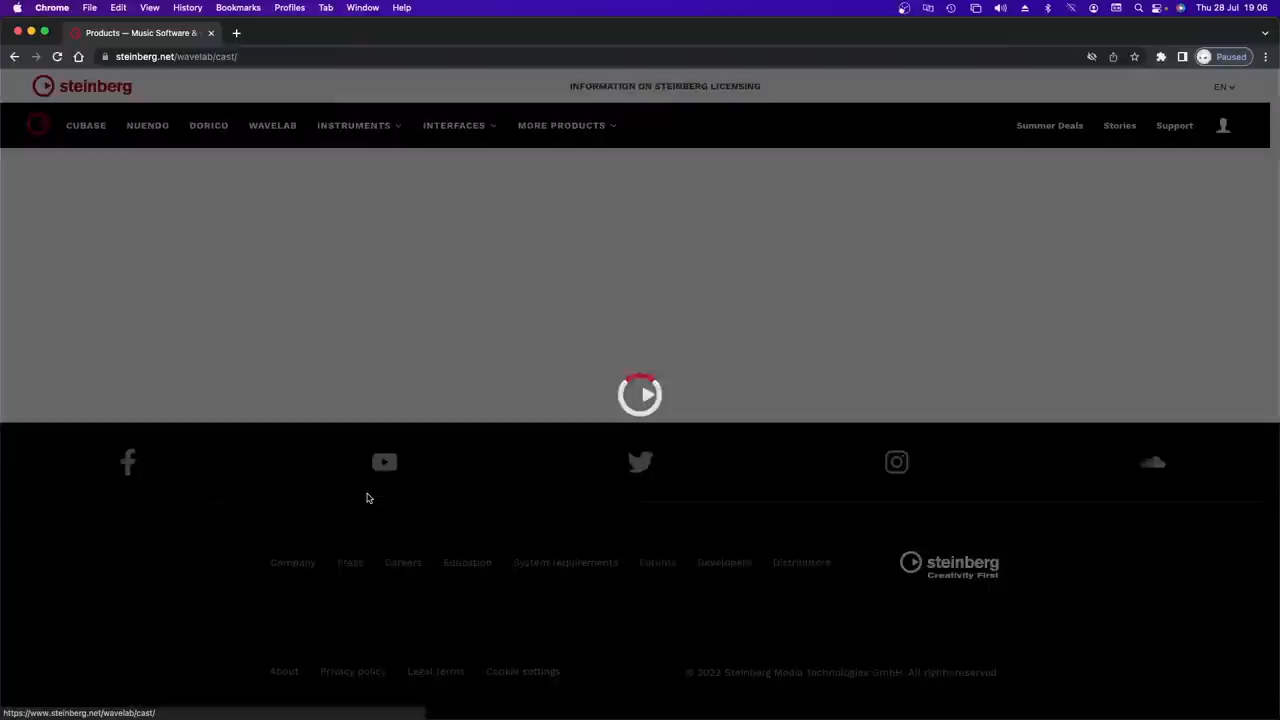 Chrome File Edit View History Bookmarks Profiles Tab Window Help Thu 28 Jul 19:06
Products — Music Software &
steinberg.net/wavelab/cast/ Paused
steinberg INFORMATION ON STEINBERG LICENSING EN
CUBASE NUENDO DORICO WAVELAB INSTRUMENTS INTERFACES MORE PRODUCTS Summer Deals Stories Support
Company Press Careers Education System requirements Forums Developers Distributors steinberg
Creativity First
About Privacy policy Legal terms Cookie settings © 2022 Steinberg Media Technologies GmbH. All rights reserved
https://www.steinberg.net/wavelab/cast/